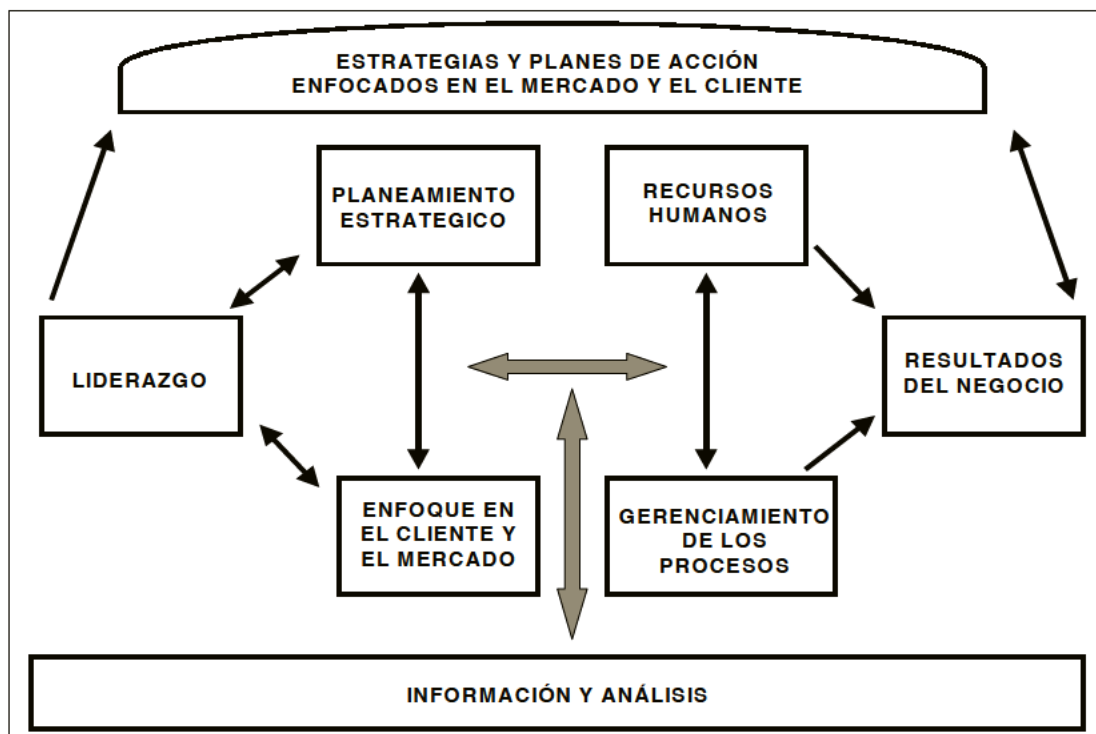 ESTRATEGIAS Y PLANES DE ACCIÓN
ENFOCADOS EN EL MERCADO Y EL CLIENTE
PLANEAMIENTO
ESTRATEGICO
RECURSOS
HUMANOS
LIDERAZGO
RESULTADOS
DEL NEGOCIO
ENFOQUE EN
EL CLIENTE Y
EL MERCADO
GERENCIAMIENTO
DE LOS
PROCESOS
INFORMACIÓN Y ANÁLISIS